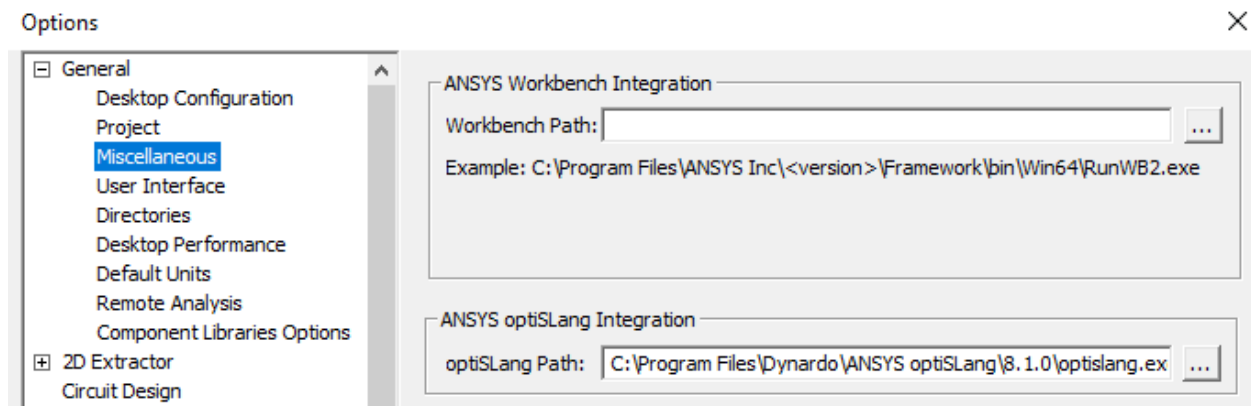 Options
General
Desktop Configuration
Project
Miscellaneous
User Interface
Directories
Desktop Performance
Default Units
Remote Analysis
Component Libraries Options
2D Extractor
Circuit Design
ANSYS Workbench Integration
Workbench Path:
...
Example: C:\Program Files\ANSYS Inc\<version>\Framework\bin\Win64\RunWB2.exe
ANSYS optiSLang Integration
optiSLang Path: C:\Program Files\Dynardo\ANSYS optiSLang\8.1.0\optislang.ex ...